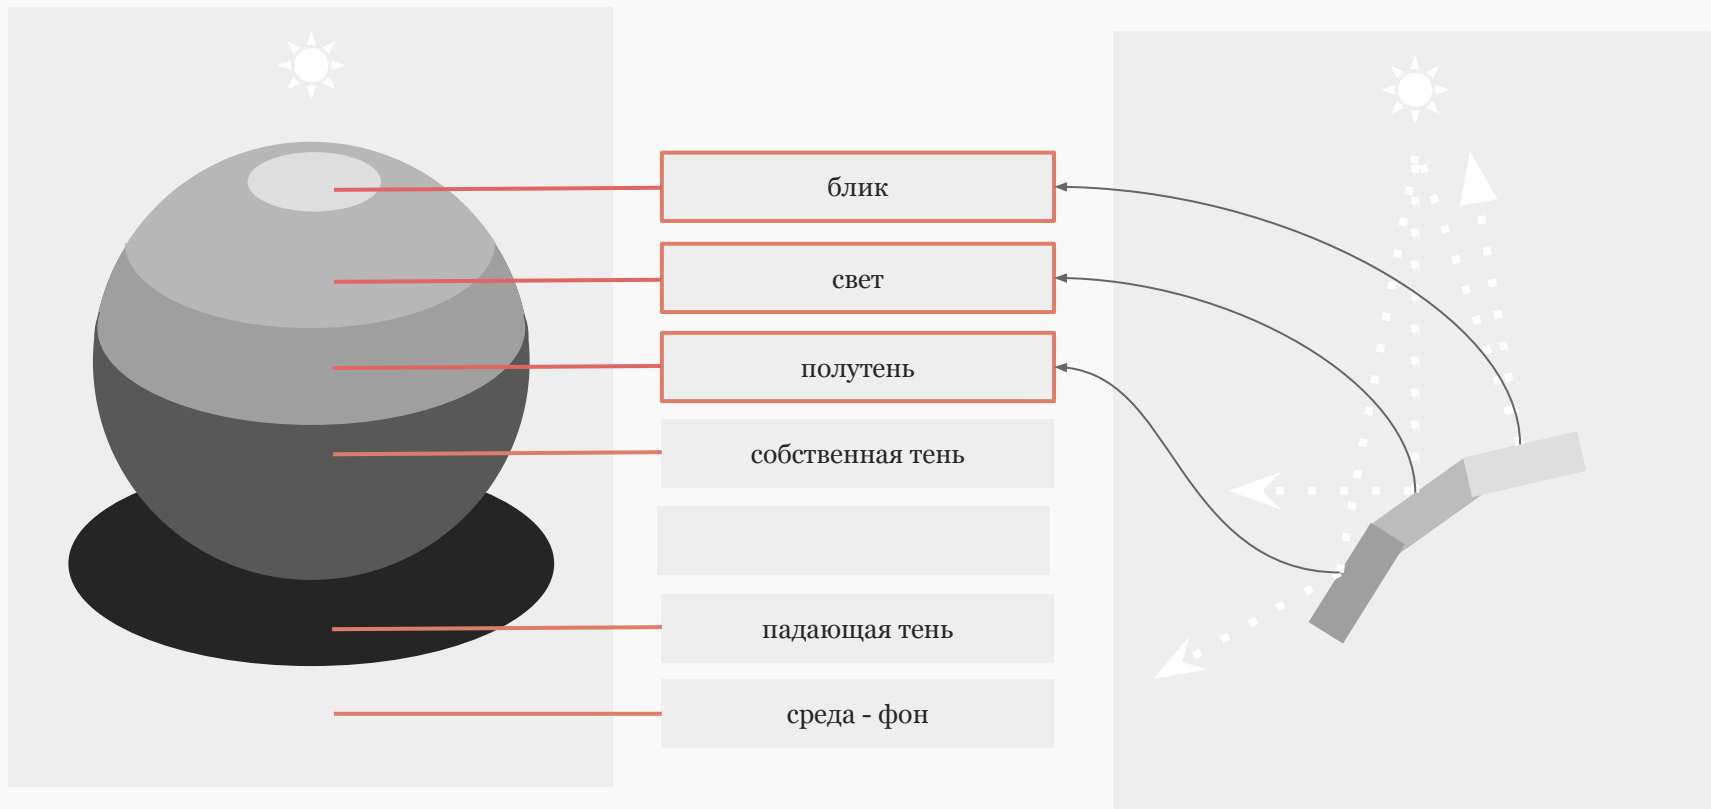 блик
свет
полутень
собственная тень
падающая тень
среда - фон